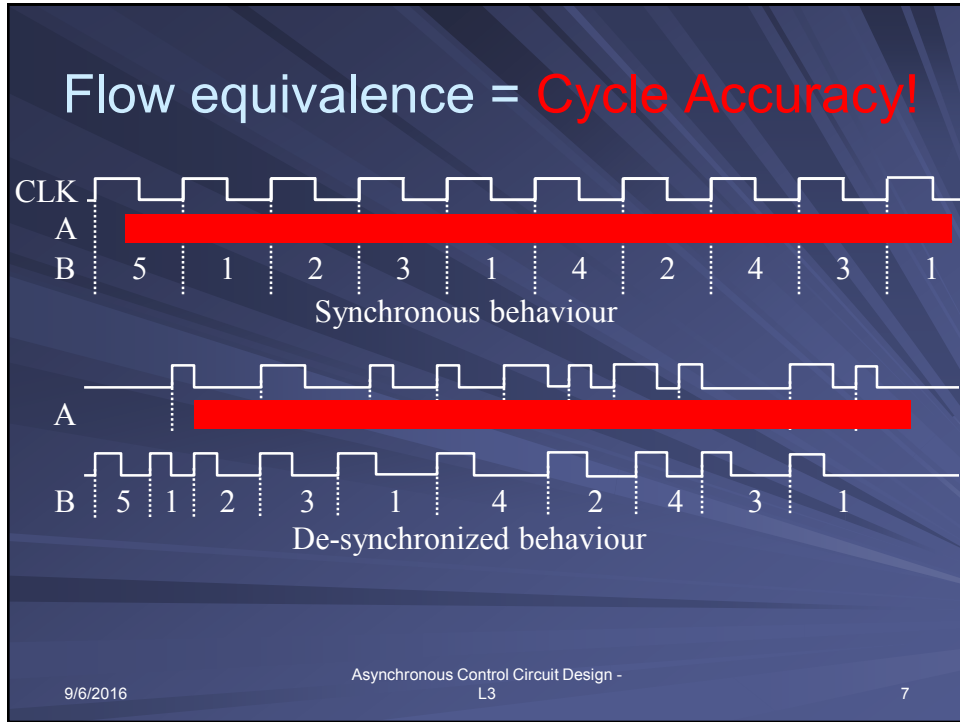 Flow equivalence = Cycle Accuracy!
CLK
A
B 5 1 2 3 1 4 2 4 3 1
Synchronous behaviour
A
B 5 1 2 3 1 4 2 4 3 1
De-synchronized behaviour
9/6/2016
Asynchronous Control Circuit Design -
L3
7